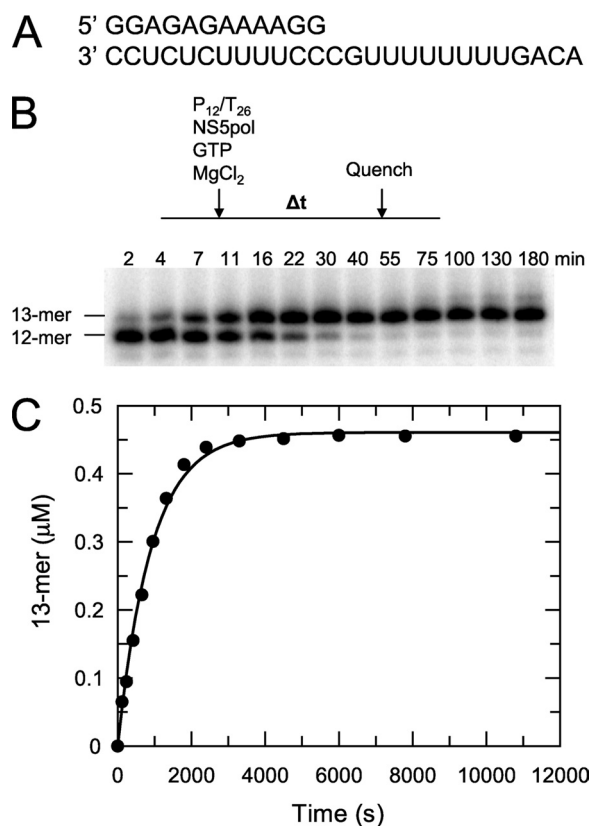 A
5’ GGAGAGAAAAGG
3’ CCUCUCUUUUCCCGUUUUUUUUGACA
B
P12/T26
NS5pol
GTP
MgCl2
Quench
Δt
2 4 7 11 16 22 30 40 55 75 100 130 180 min
13-mer
12-mer
C
0.5
0.4
0.3
0.2
0.1
0
13-mer (μM)
0 2000 4000 6000 8000 10000 12000
Time (s)